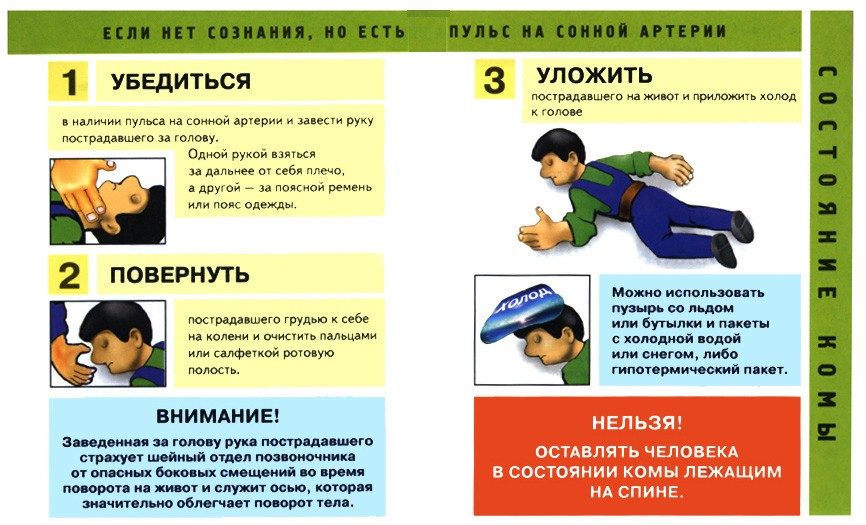 ЕСЛИ НЕТ СОЗНАНИЯ, НО ЕСТЬ ПУЛЬС НА СОННОЙ АРТЕРИИ
1 УБЕДИТЬСЯ
в наличии пульса на сонной артерии и завести руку
пострадавшего за голову.
Одной рукой взяться
за дальнее от себя плечо,
а другой – за поясной ремень
или пояс одежды.
2 ПОВЕРНУТЬ
пострадавшего грудью к себе
на колени и очистить пальцами
или салфеткой ротовую
полость.
ВНИМАНИЕ!
Заведенная за голову рука пострадавшего
страхует шейный отдел позвоночника
от опасных боковых смещений во время
поворота на живот и служит осью, которая
значительно облегчает поворот тела.
3 УЛОЖИТЬ
пострадавшего на живот и приложить холод
к голове
ХОЛОД
Можно использовать
пузырь со льдом
или бутылки и пакеты
с холодной водой
или снегом, либо
гипотермический пакет.
НЕЛЬЗЯ!
ОСТАВЛЯТЬ ЧЕЛОВЕКА
В СОСТОЯНИИ КОМЫ ЛЕЖАЩИМ
НА СПИНЕ.
СОСТОЯНИЕ КОМЫ